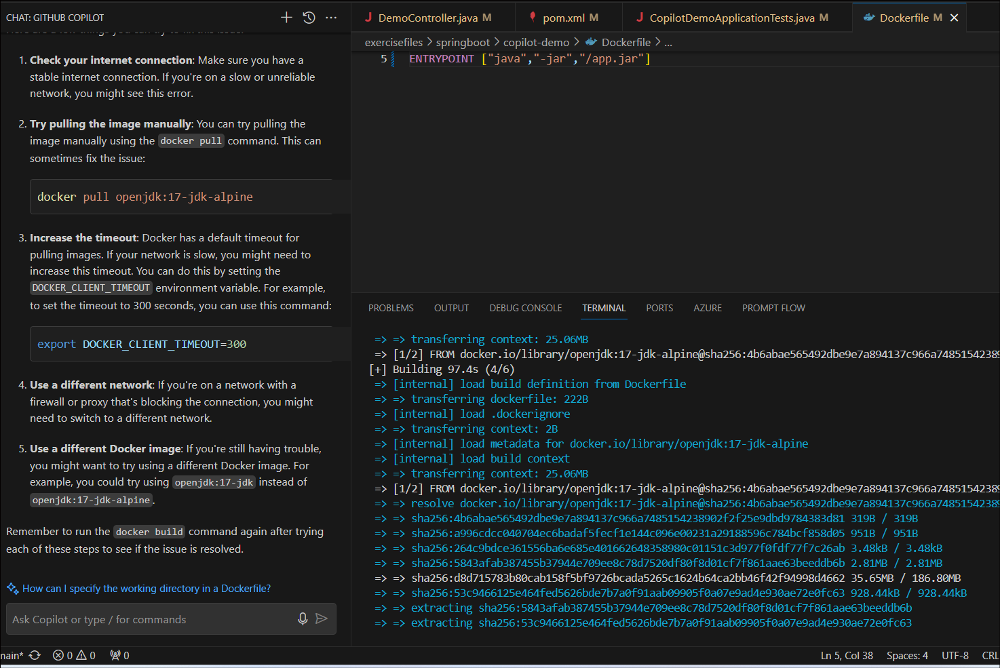 CHAT: GITHUB COPILOT
1. Check your internet connection: Make sure you have a
stable internet connection. If you're on a slow or unreliable
network, you might see this error.
2. Try pulling the image manually: You can try pulling the
image manually using the docker pull command. This can
sometimes fix the issue:
docker pull openjdk:17-jdk-alpine
3. Increase the timeout: Docker has a default timeout for
pulling images. If your network is slow, you might need to
increase this timeout. You can do this by setting the
DOCKER_CLIENT_TIMEOUT environment variable. For example,
to set the timeout to 300 seconds, you can use this command:
export DOCKER_CLIENT_TIMEOUT=300
4. Use a different network: If you're on a network with a
firewall or proxy that's blocking the connection, you might
need to switch to a different network.
5. Use a different Docker image: If you're still having trouble,
you might want to try using a different Docker image. For
example, you could try using openjdk:17-jdk instead of
openjdk:17-jdk-alpine.
Remember to run the docker build command again after trying
each of these steps to see if the issue is resolved.
How can I specify the working directory in a Dockerfile?
Ask Copilot or type / for commands
DemoController.java M pom.xml M CopilotDemoApplicationTests.java M Dockerfile M
exercisefiles > springboot > copilot-demo > Dockerfile > ...
5 ENTRYPOINT ["java","-jar","/app.jar"]
PROBLEMS OUTPUT DEBUG CONSOLE TERMINAL PORTS AZURE PROMPT FLOW
=> => transferring context: 25.06MB
=> [1/2] FROM docker.io/library/openjdk:17-jdk-alpine@sha256:4b6abae565492dbe9e7a894137c966a7485154238
[+] Building 97.4s (4/6)
=> [internal] load build definition from Dockerfile
=> => transferring dockerfile: 222B
=> [internal] load .dockerignore
=> => transferring context: 2B
=> [internal] load metadata for docker.io/library/openjdk:17-jdk-alpine
=> [internal] load build context
=> => transferring context: 25.06MB
=> [1/2] FROM docker.io/library/openjdk:17-jdk-alpine@sha256:4b6abae565492dbe9e7a894137c966a7485154238
=> => resolve docker.io/library/openjdk:17-jdk-alpine@sha256:4b6abae565492dbe9e7a894137c966a7485154238
=> => sha256:4b6abae565492dbe9e7a894137c966a7485154238902f2f25e9dbd9784383d81 319B / 319B
=> => sha256:a996cdcc040704ec6badaf5fecf1e144c096e00231a29188596c784bcf858d05 951B / 951B
=> => sha256:264c9bdce361556ba6e685e401662648358980c01151c3d977f0fdf77f7c26ab 3.48kB / 3.48kB
=> => sha256:5843afab387455b37944e709ee8c78d7520df80f8d01cf7f861aae63beeddb6b 2.81MB / 2.81MB
=> => sha256:d8d715783b80cab158f5bf9726bcada5265c1624b64ca2bb46f42f94998d4662 35.65MB / 186.80MB
=> => sha256:53c9466125e464fed5626bde7b7a0f91aab09905f0a07e9ad4e930ae72e0fc63 928.44kB / 928.44kB
=> => extracting sha256:5843afab387455b37944e709ee8c78d7520df80f8d01cf7f861aae63beeddb6b
=> => extracting sha256:53c9466125e464fed5626bde7b7a0f91aab09905f0a07e9ad4e930ae72e0fc63
main* 0 0 0 Ln 5, Col 38 Spaces: 4 UTF-8 CRL